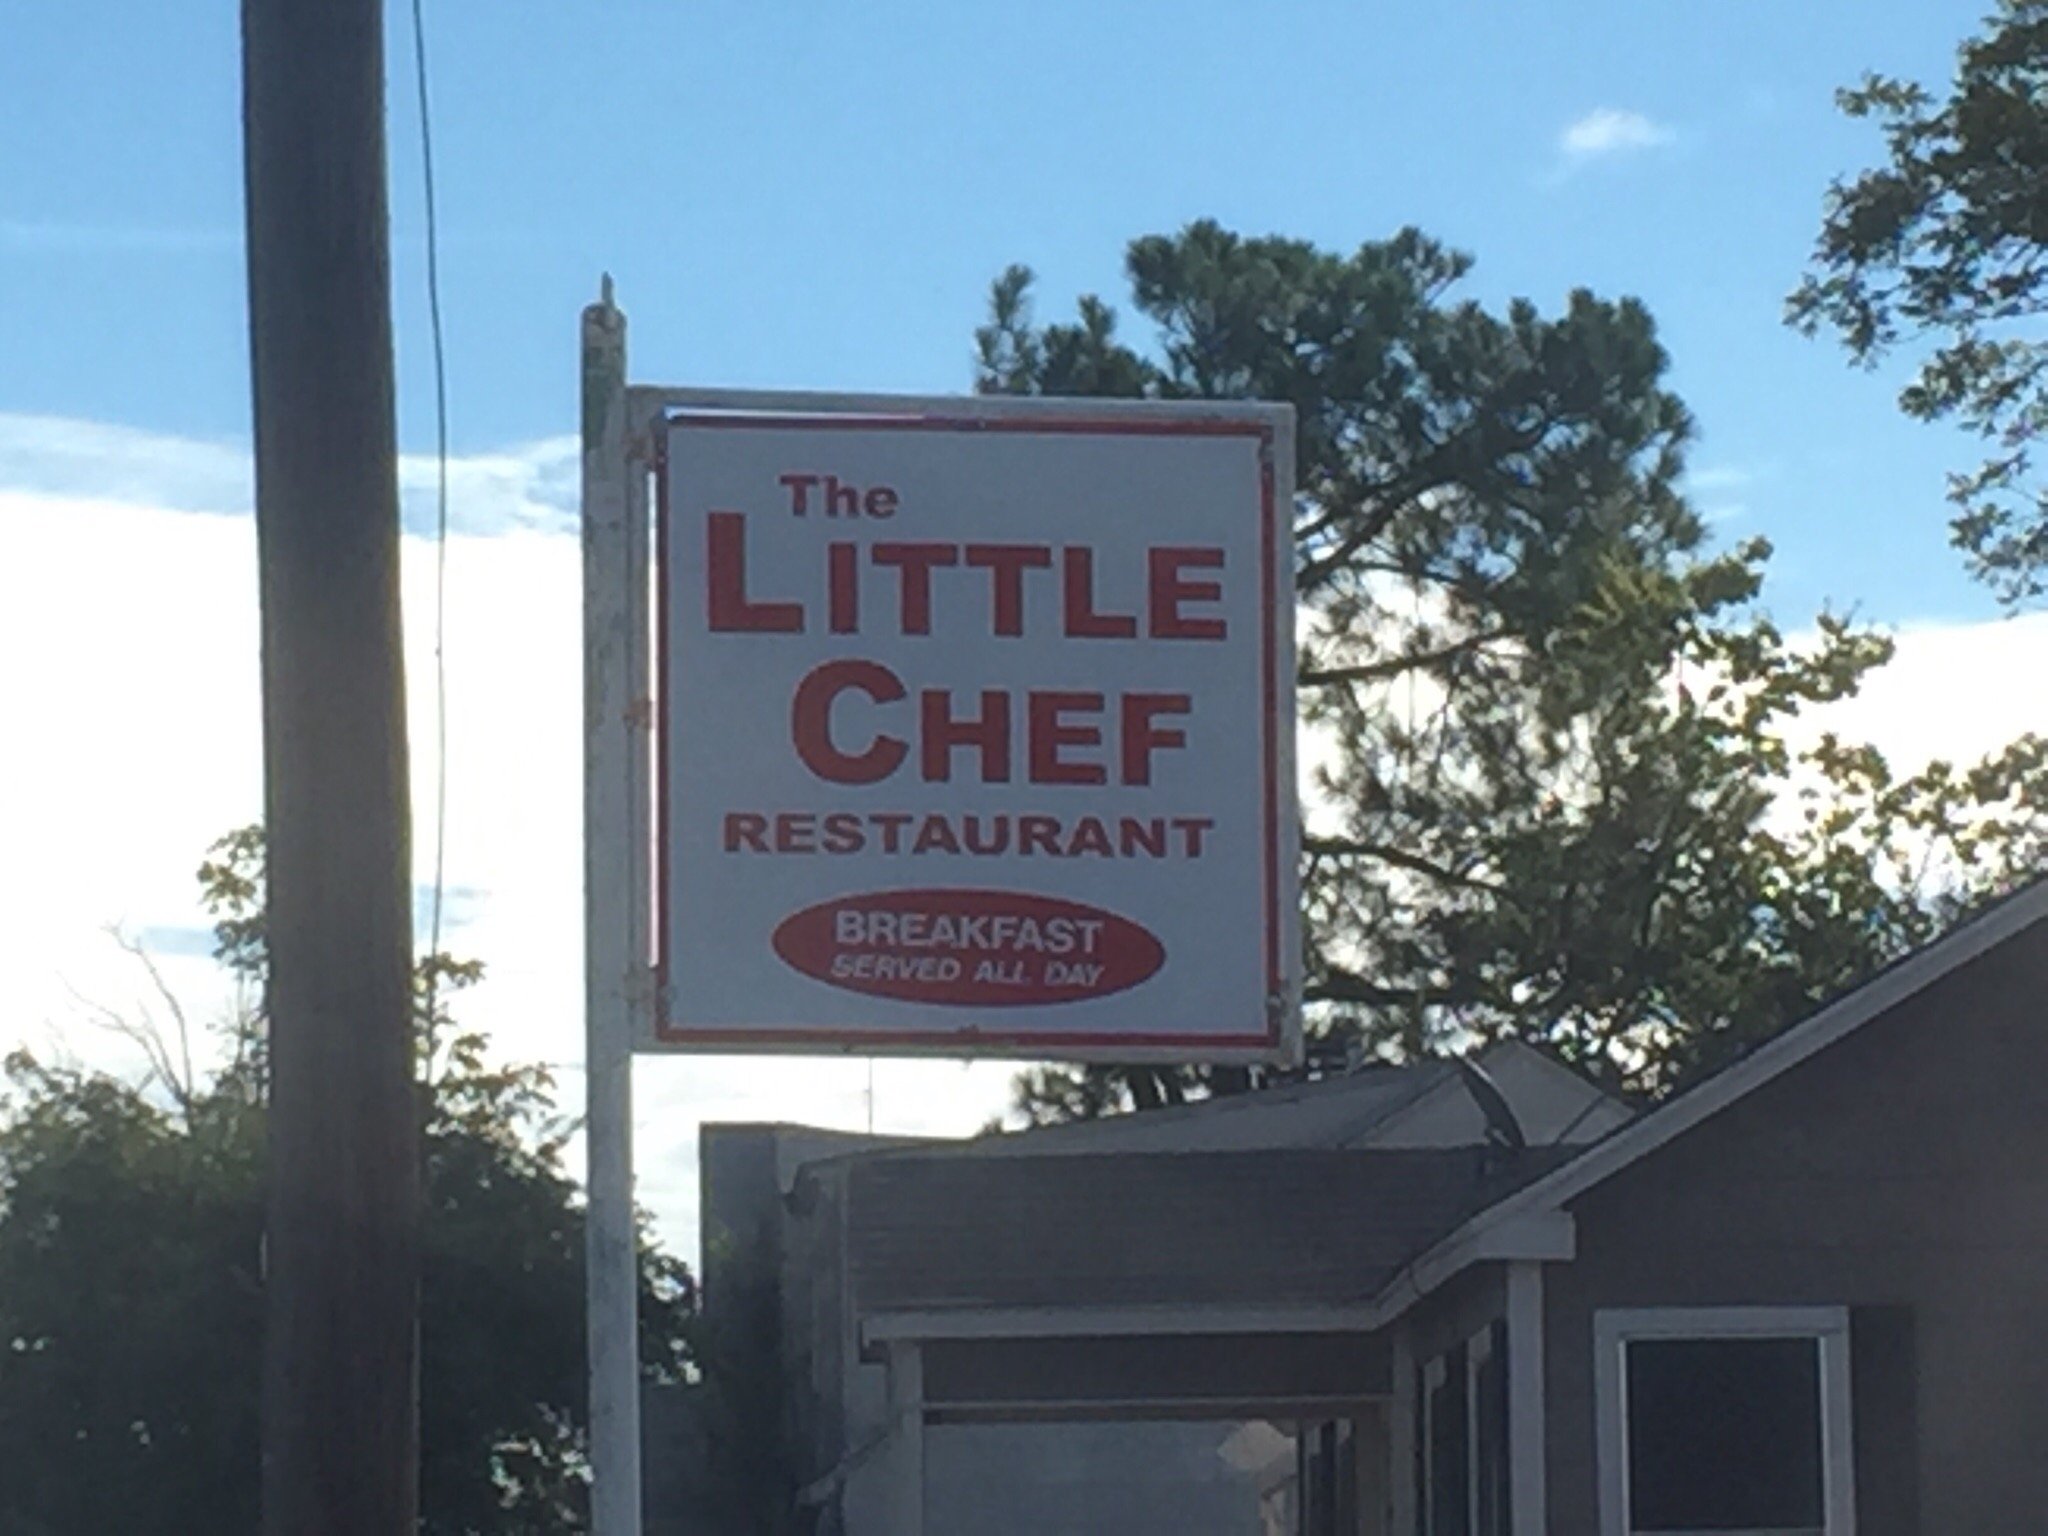 The
LITTLE
CHEF
RESTAURANT
BREAKFAST
SERVED ALL DAY